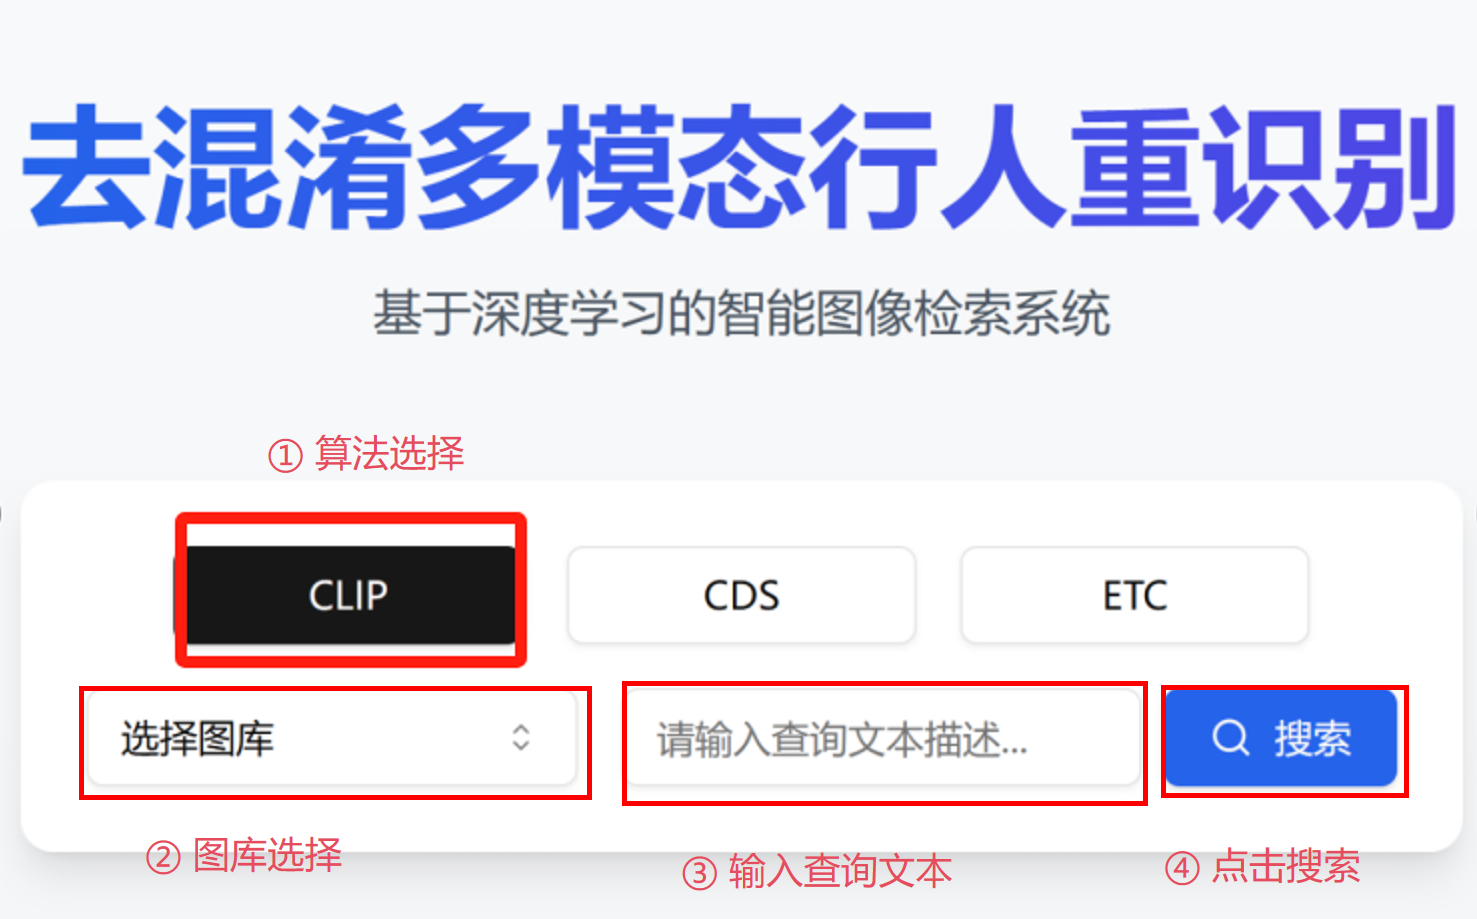 去混淆多模态行人重识别
基于深度学习的智能图像检索系统
① 算法选择
CLIP
CDS
ETC
选择图库
请输入查询文本描述...
搜索
② 图库选择
③ 输入查询文本
④ 点击搜索